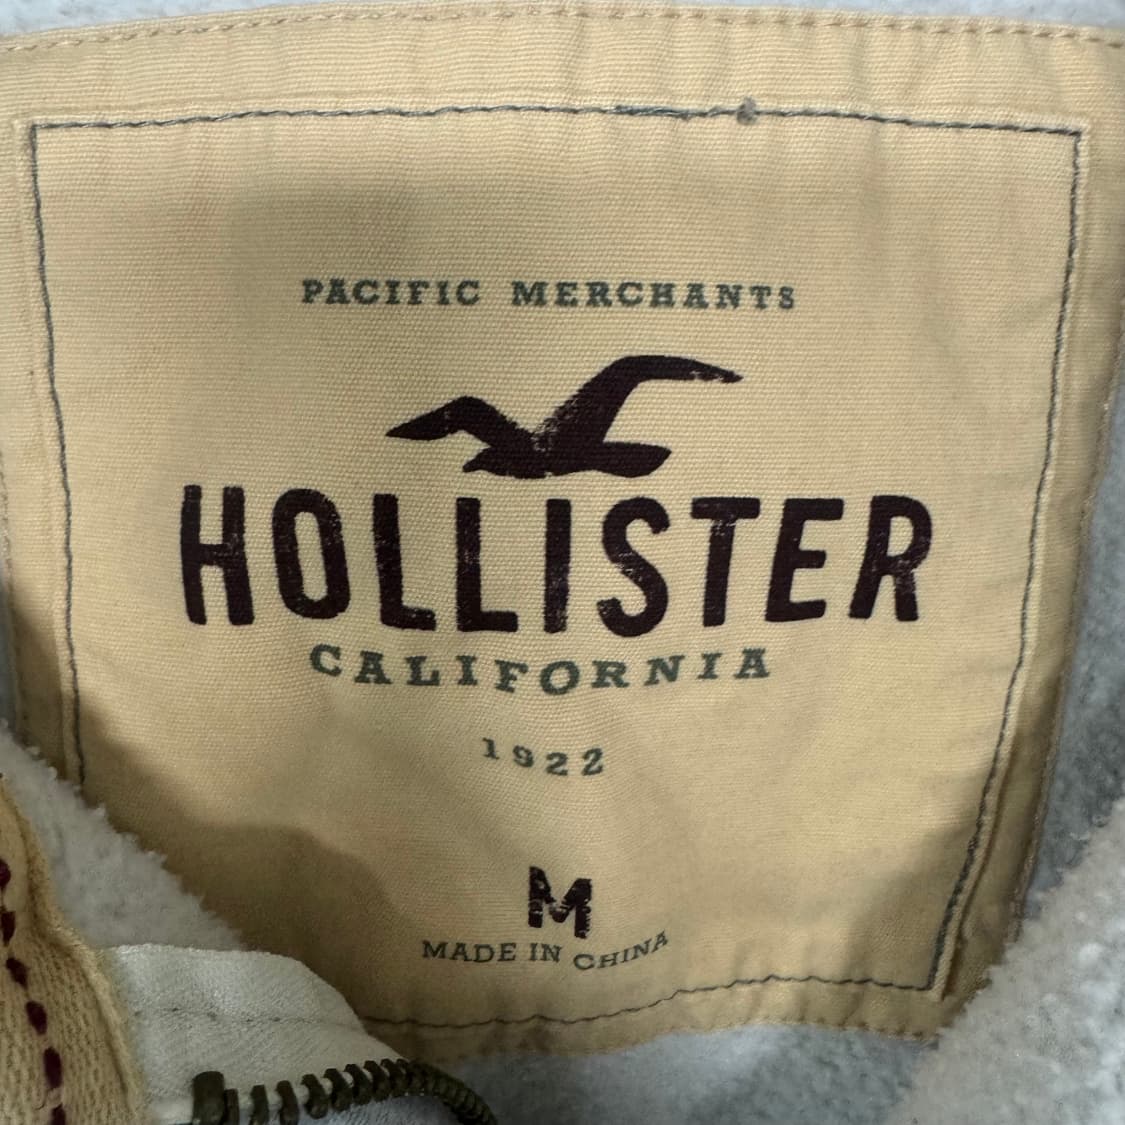 PACIFIC MERCHANTS
HOLLISTER
CALIFORNIA
1922
M
MADE IN CHINA